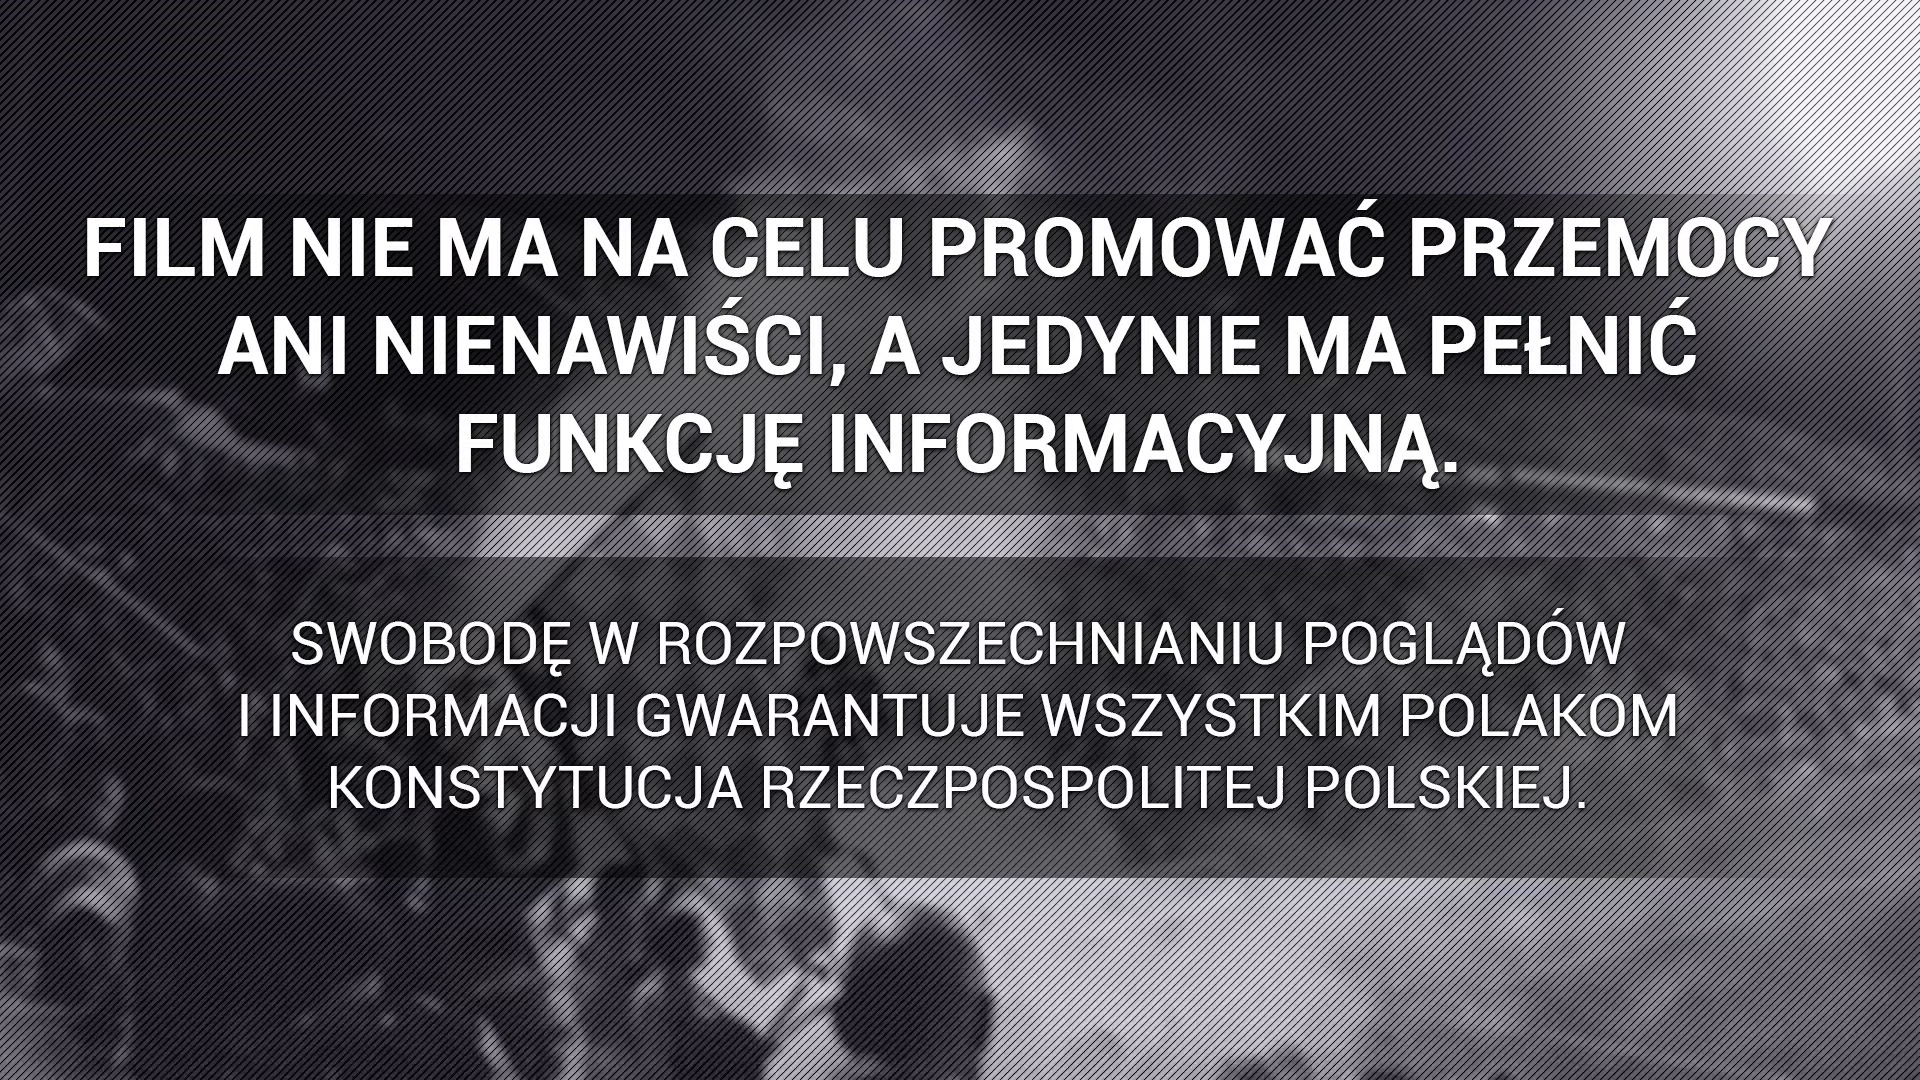 FILM NIE MA NA CELU PROMOWAĆ PRZEMOCY
ANI NIENAWIŚCI, A JEDYNIE MA PEŁNIĆ
FUNKCJĘ INFORMACYJNĄ.
SWOBODĘ W ROZPOWSZECHNIANIU POGLĄDÓW
I INFORMACJI GWARANTUJE WSZYSTKIM POLAKOM
KONSTYTUCJA RZECZPOSPOLITEJ POLSKIEJ.